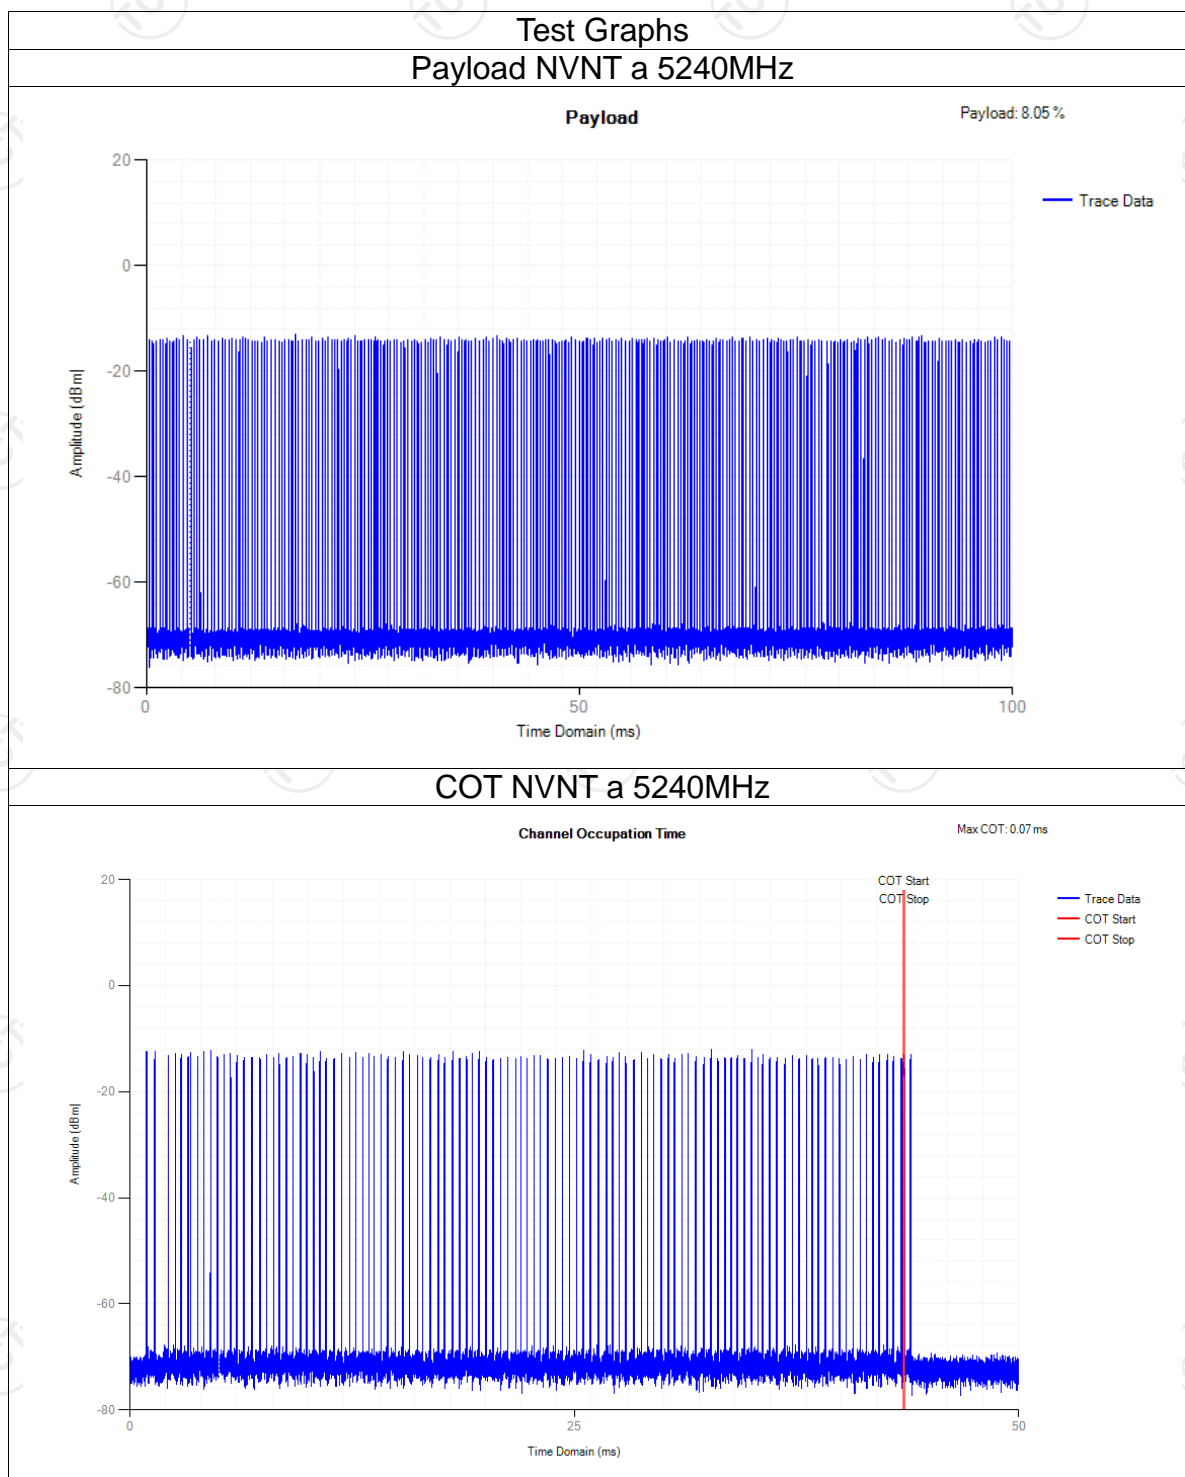 Test Graphs
Payload NVNT a 5240MHz
Payload
Payload: 8.05 %
20
0
-20
-40
-60
-80
Amplitude (dBm)
0
50
100
Time Domain (ms)
Trace Data
COT NVNT a 5240MHz
Channel Occupation Time
Max COT: 0.07 ms
COT Start
COT Stop
20
0
-20
-40
-60
-80
Amplitude (dBm)
0
25
50
Time Domain (ms)
Trace Data
COT Start
COT Stop